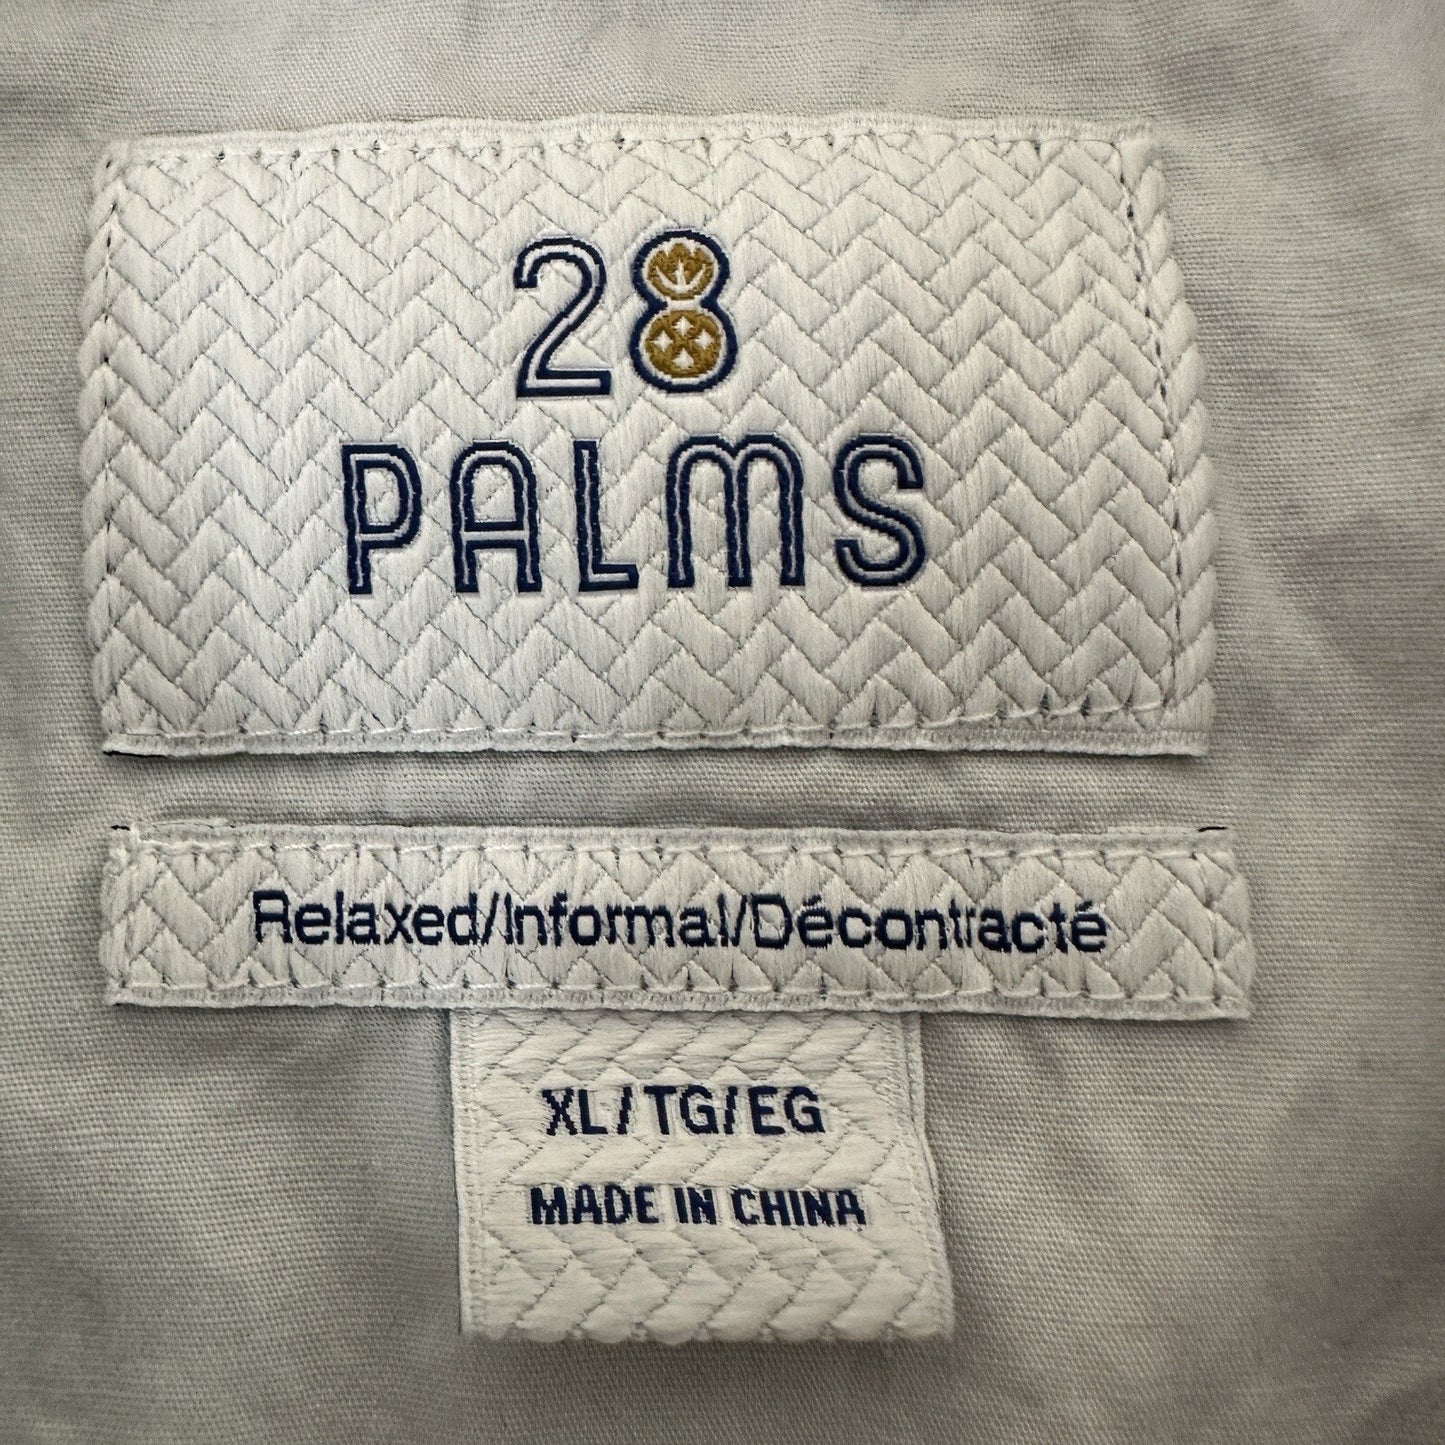 28
PALMS
Relaxed/Informal/Décontracté
XL/TG/EG
MADE IN CHINA